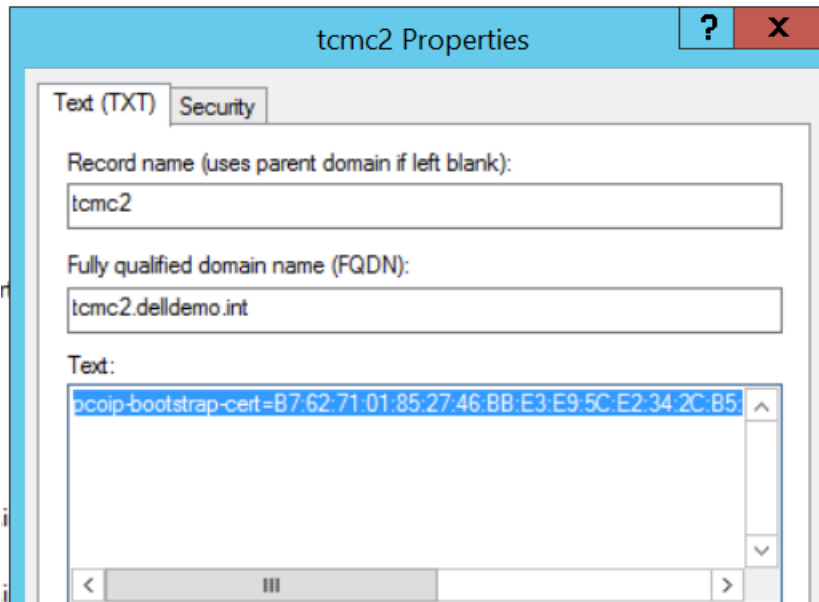 tcmc2 Properties
? x
Text (TXT) Security
Record name (uses parent domain if left blank):
tcmc2
Fully qualified domain name (FQDN):
tcmc2.delldemo.int
Text:
pcoip-bootstrap-cert=B7:62:71:01:85:27:46:BB:E3:E9:5C:E2:34:2C:B5: